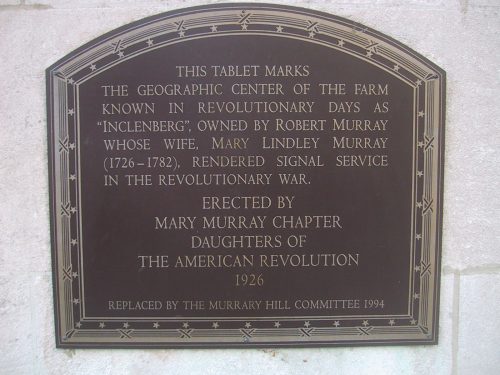 THIS TABLET MARKS
THE GEOGRAPHIC CENTER OF THE FARM
KNOWN IN REVOLUTIONARY DAYS AS
"INCLENBERG", OWNED BY ROBERT MURRAY
WHOSE WIFE, MARY LINDLEY MURRAY
(1726–1782), RENDERED SIGNAL SERVICE
IN THE REVOLUTIONARY WAR.
ERECTED BY
MARY MURRAY CHAPTER
DAUGHTERS OF
THE AMERICAN REVOLUTION
1926
REPLACED BY THE MURRARY HILL COMMITTEE 1994